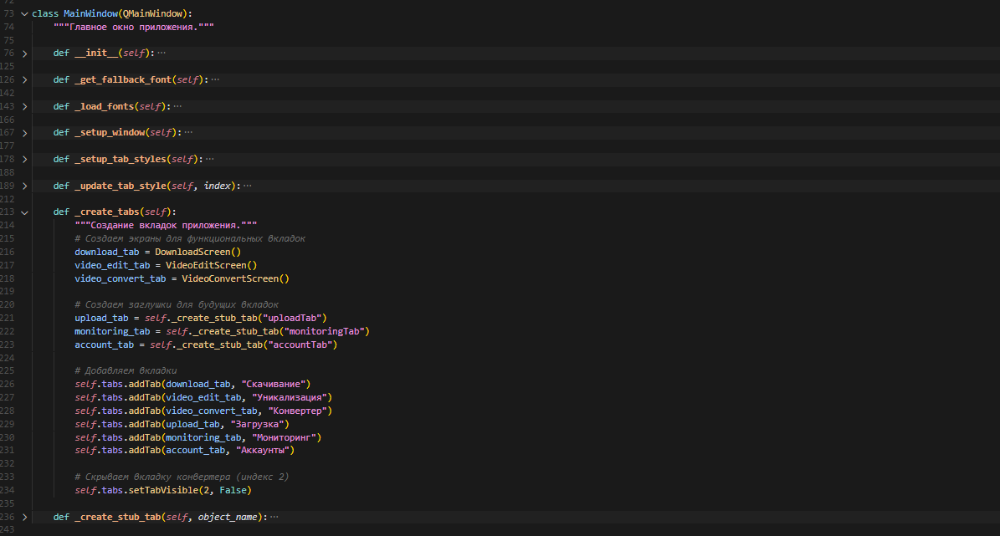 72
73 class MainWindow(QMainWindow):
74     """Главное окно приложения."""
75
76     def __init__(self): ...
125
126     def _get_fallback_font(self): ...
142
143     def _load_fonts(self): ...
166
167     def _setup_window(self): ...
177
178     def _setup_tab_styles(self): ...
188
189     def _update_tab_style(self, index): ...
212
213     def _create_tabs(self):
214         """Создание вкладок приложения."""
215         # Создаем экраны для функциональных вкладок
216         download_tab = DownloadScreen()
217         video_edit_tab = VideoEditScreen()
218         video_convert_tab = VideoConvertScreen()
219
220         # Создаем заглушки для будущих вкладок
221         upload_tab = self._create_stub_tab("uploadTab")
222         monitoring_tab = self._create_stub_tab("monitoringTab")
223         account_tab = self._create_stub_tab("accountTab")
224
225         # Добавляем вкладки
226         self.tabs.addTab(download_tab, "Скачивание")
227         self.tabs.addTab(video_edit_tab, "Уникализация")
228         self.tabs.addTab(video_convert_tab, "Конвертер")
229         self.tabs.addTab(upload_tab, "Загрузка")
230         self.tabs.addTab(monitoring_tab, "Мониторинг")
231         self.tabs.addTab(account_tab, "Аккаунты")
232
233         # Скрываем вкладку конвертера (индекс 2)
234         self.tabs.setTabVisible(2, False)
235
236     def _create_stub_tab(self, object_name): ...
243